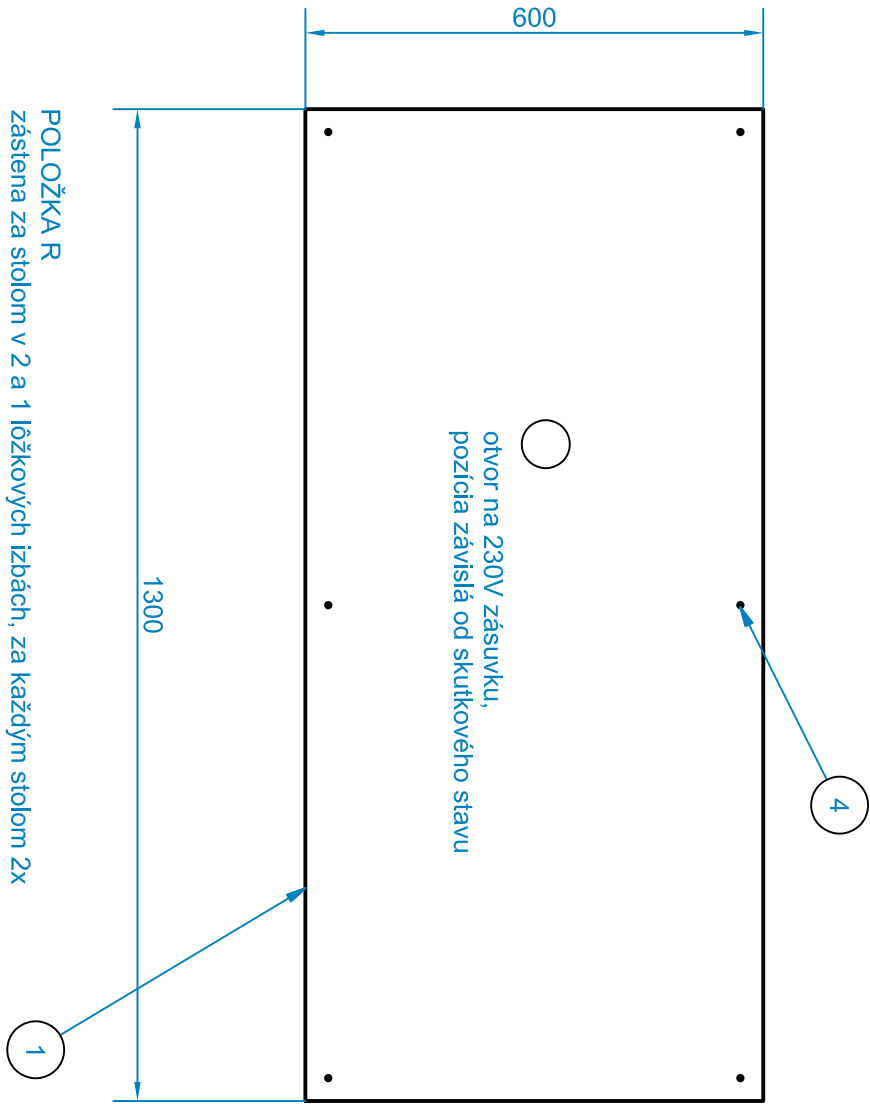 600
otvor na 230V zásuvku,
pozícia závislá od skutkového stavu
4
1300
1
POLOŽKA R
zástena za stolom v 2 a 1 lôžkových izbách, za každým stolom 2x